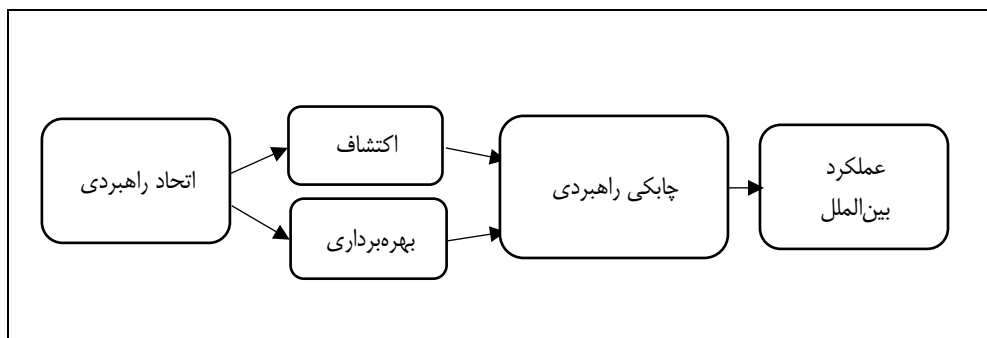 اتحاد راهبردی
اکتشاف
بهره‌برداری
چابکی راهبردی
عملکرد
بین‌الملل